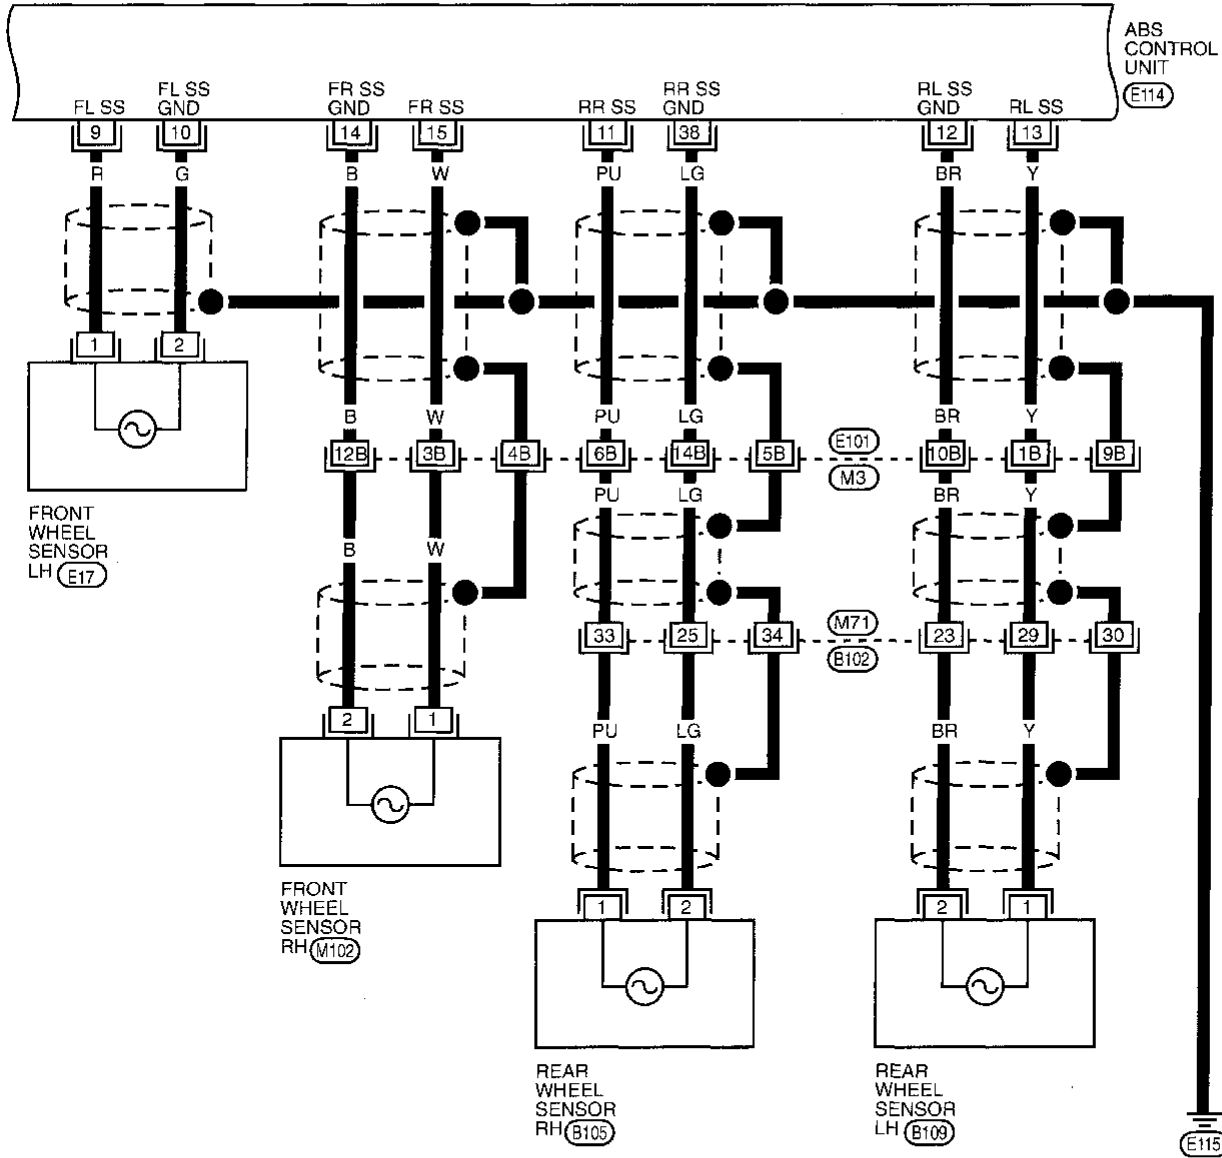 ABS
CONTROL
UNIT
E114
FL SS
FL SS
GND
FR SS
GND
FR SS
RR SS
RR SS
GND
RL SS
GND
RL SS
9 10 14 15 11 38 12 13
R G B W PU LG BR Y
1 2
B W PU LG BR Y
12B 3B 4B 6B 14B 5B E101 10B 1B 9B
M3
PU LG BR Y
FRONT
WHEEL
SENSOR
LH E17
B W
M71
33 25 34 23 29 30
B102
2 1
PU LG BR Y
FRONT
WHEEL
SENSOR
RH M102
1 2 2 1
REAR
WHEEL
SENSOR
RH B105
REAR
WHEEL
SENSOR
LH B109
E115